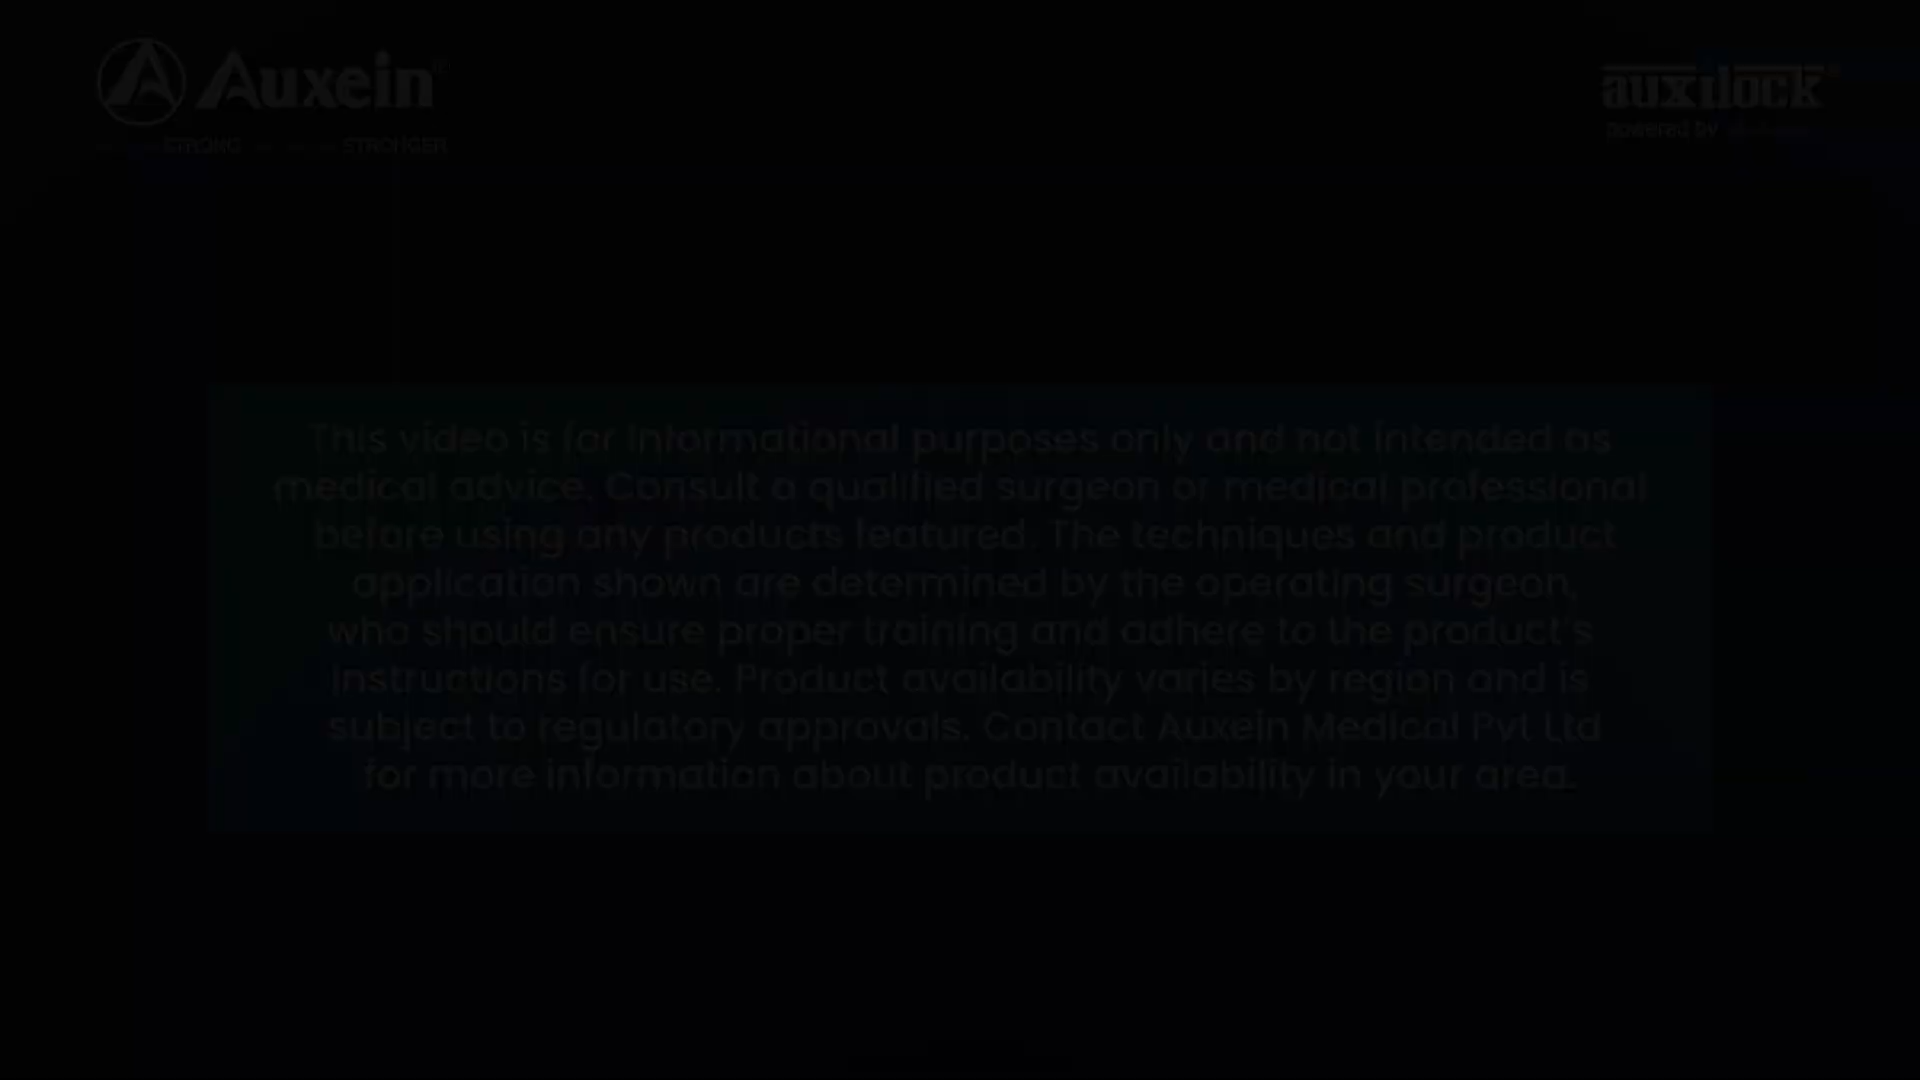 Auxein
STRONG STRONGER
auxilock
powered by
This video is for informational purposes only and not intended as
medical advice. Consult a qualified surgeon or medical professional
before using any products featured. The techniques and product
application shown are determined by the operating surgeon,
who should ensure proper training and adhere to the product's
instructions for use. Product availability varies by region and is
subject to regulatory approvals. Contact Auxein Medical Pvt Ltd
for more information about product availability in your area.